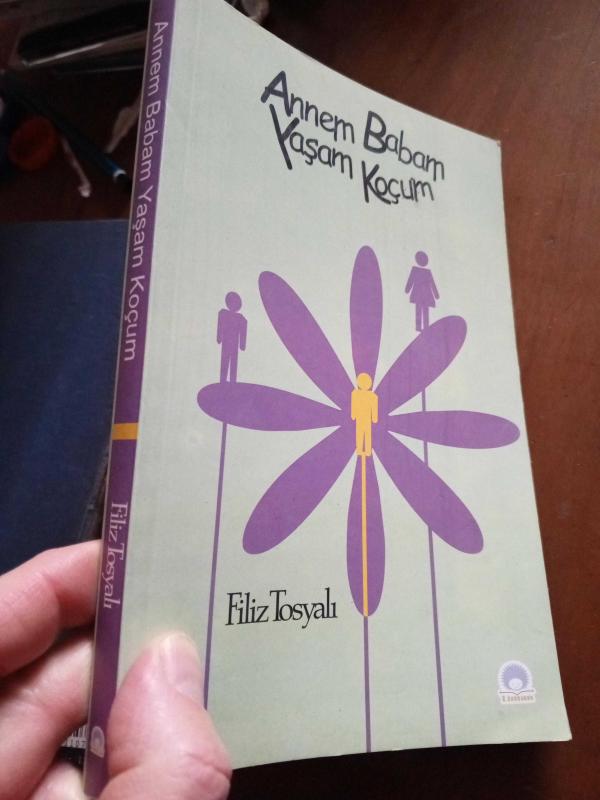 Annem Babam
Yaşam Koçum
Filiz Tosyalı
Annem Babam Yaşam Koçum
Filiz Tosyalı